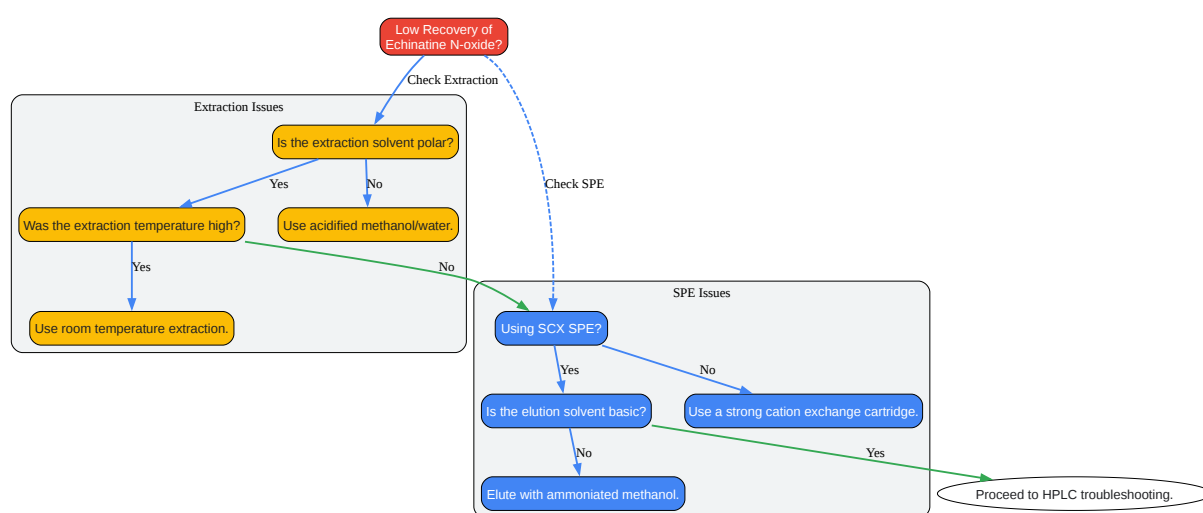 Low Recovery of
Echinatine N-oxide?
Check Extraction
Extraction Issues
Is the extraction solvent polar?
Yes
No
Check SPE
Was the extraction temperature high?
Use acidified methanol/water.
Yes
No
SPE Issues
Use room temperature extraction.
Using SCX SPE?
Yes
No
Is the elution solvent basic?
Use a strong cation exchange cartridge.
No
Yes
Elute with ammoniated methanol.
Proceed to HPLC troubleshooting.